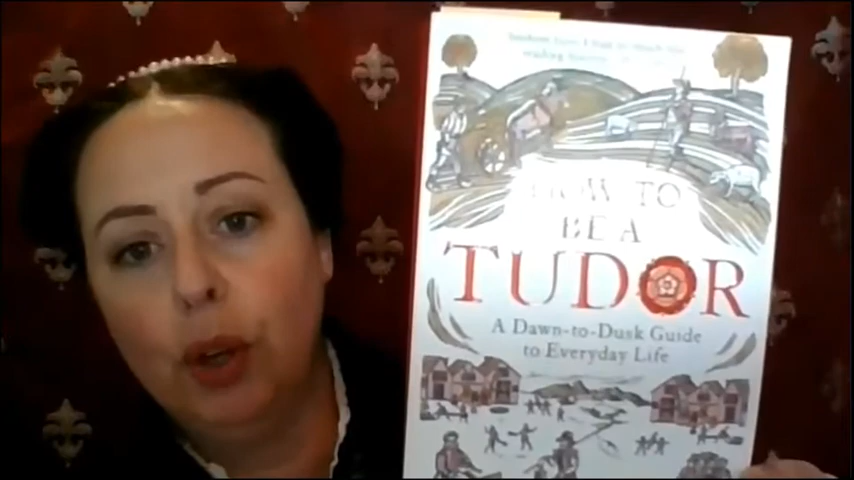 HOW TO
BE A
TUDOR
A Dawn-to-Dusk Guide
to Everyday Life